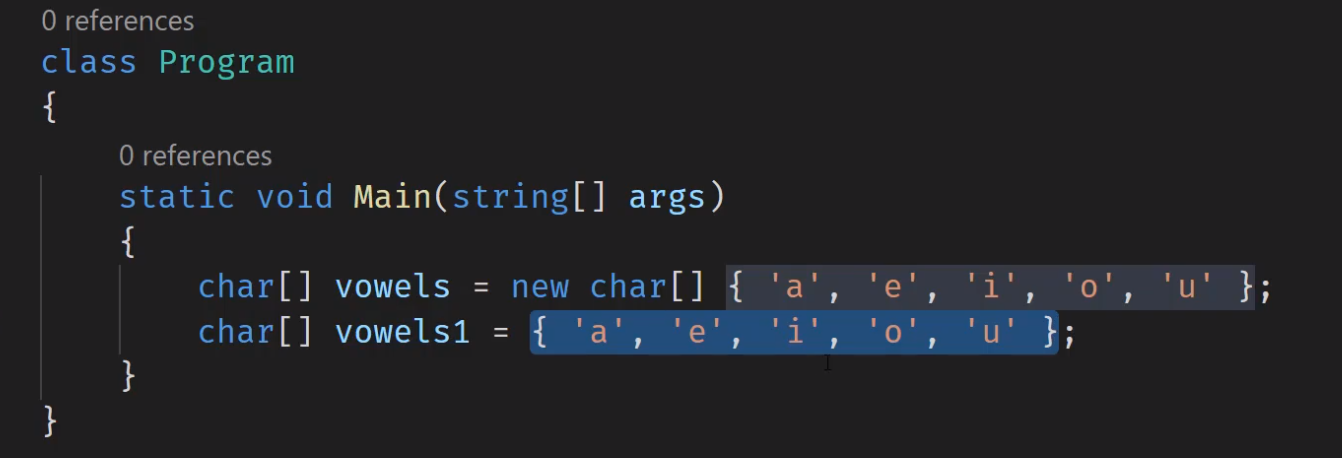 0 references
class Program
{
0 references
static void Main(string[] args)
{
char[] vowels = new char[] { 'a', 'e', 'i', 'o', 'u' };
char[] vowels1 = { 'a', 'e', 'i', 'o', 'u' };
}
}